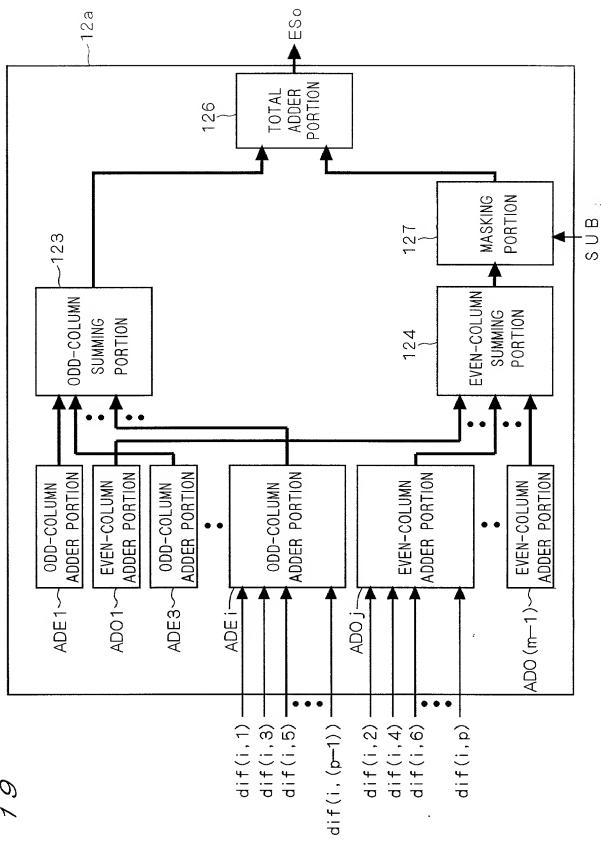 19
12a
ODD-COLUMN
ADDER PORTION
ADE1
EVEN-COLUMN
ADDER PORTION
ADO1
ODD-COLUMN
ADDER PORTION
ADE3
ODD-COLUMN
ADDER PORTION
ADEi
EVEN-COLUMN
ADDER PORTION
ADOj
EVEN-COLUMN
ADDER PORTION
ADO(m-1)
dif(i,1)
dif(i,3)
dif(i,5)
dif(i,(p-1))
dif(i,2)
dif(i,4)
dif(i,6)
dif(i,p)
123
ODD-COLUMN
SUMMING
PORTION
124
EVEN-COLUMN
SUMMING
PORTION
127
MASKING
PORTION
SUB
126
TOTAL
ADDER
PORTION
ESo